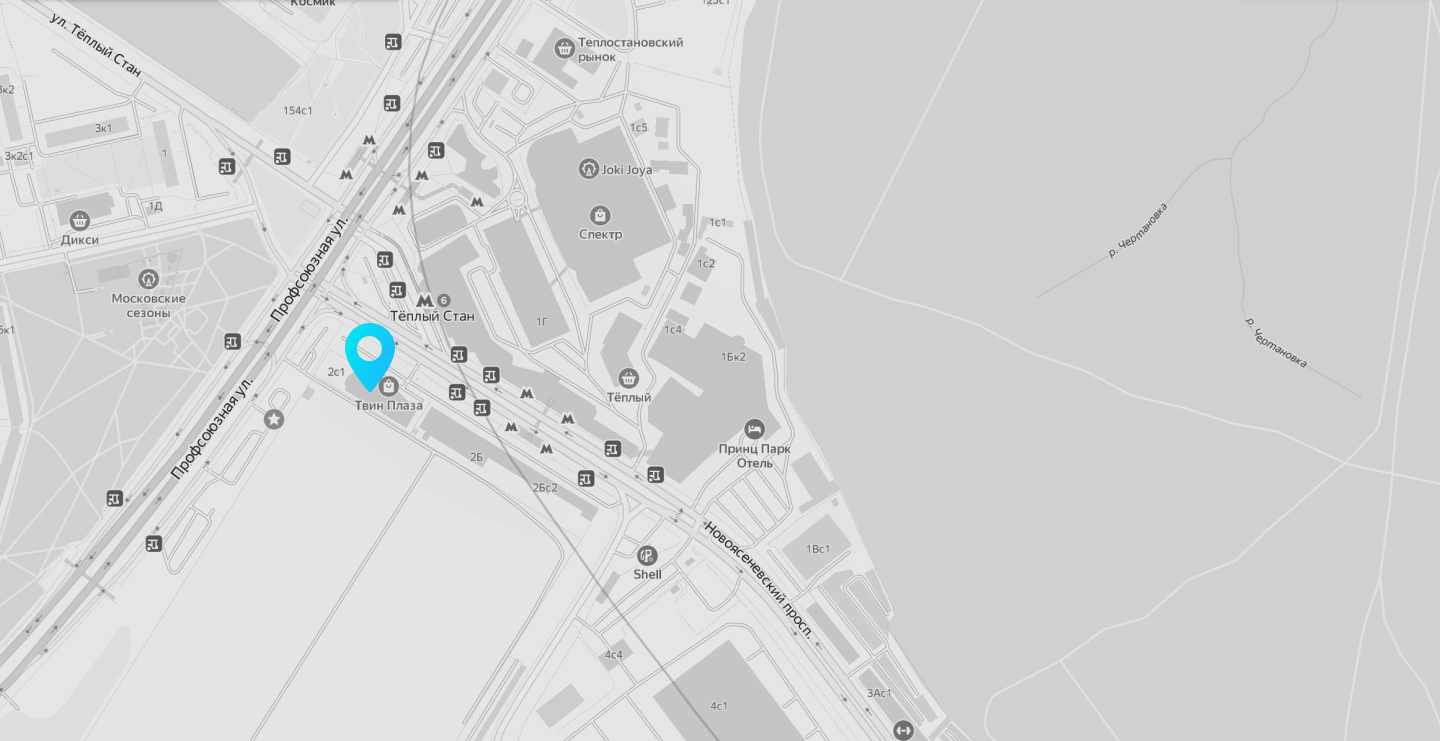 Космик
125с1
ул. Тёплый Стан
Теплостановский
рынок
154с1
3к1
1
3к2с1
1с5
Joki Joya
1Д
Дикси
Спектр
1с1
Профсоюзная ул.
р. Чертановка
1с2
Московские
сезоны
6
Тёплый Стан
1Г
1с4
р. Чертановка
1Бк2
2с1
Твин Плаза
Тёплый
Профсоюзная ул.
Принц Парк
Отель
2Б
2Бс2
Новоясеневский просп.
1Вс1
Shell
4с4
3Ас1
4с1